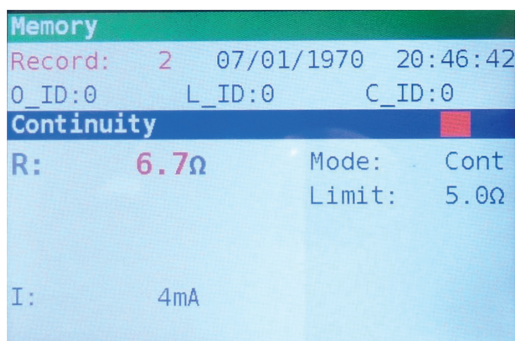 Memory
Record: 2 07/01/1970 20:46:42
O_ID:0 L_ID:0 C_ID:0
Continuity
R: 6.7Ω Mode: Cont
Limit: 5.0Ω
I: 4mA